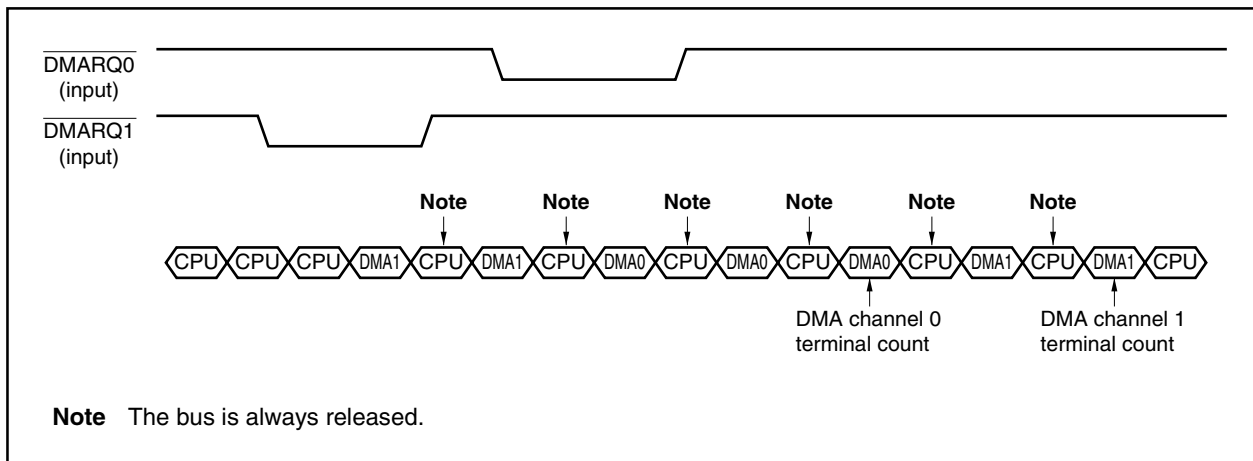 DMARQ0
(input)
DMARQ1
(input)
Note Note Note Note Note Note
CPU CPU CPU DMA1 CPU DMA1 CPU DMA0 CPU DMA0 CPU DMA0 CPU DMA1 CPU DMA1 CPU
DMA channel 0
terminal count
DMA channel 1
terminal count
Note The bus is always released.